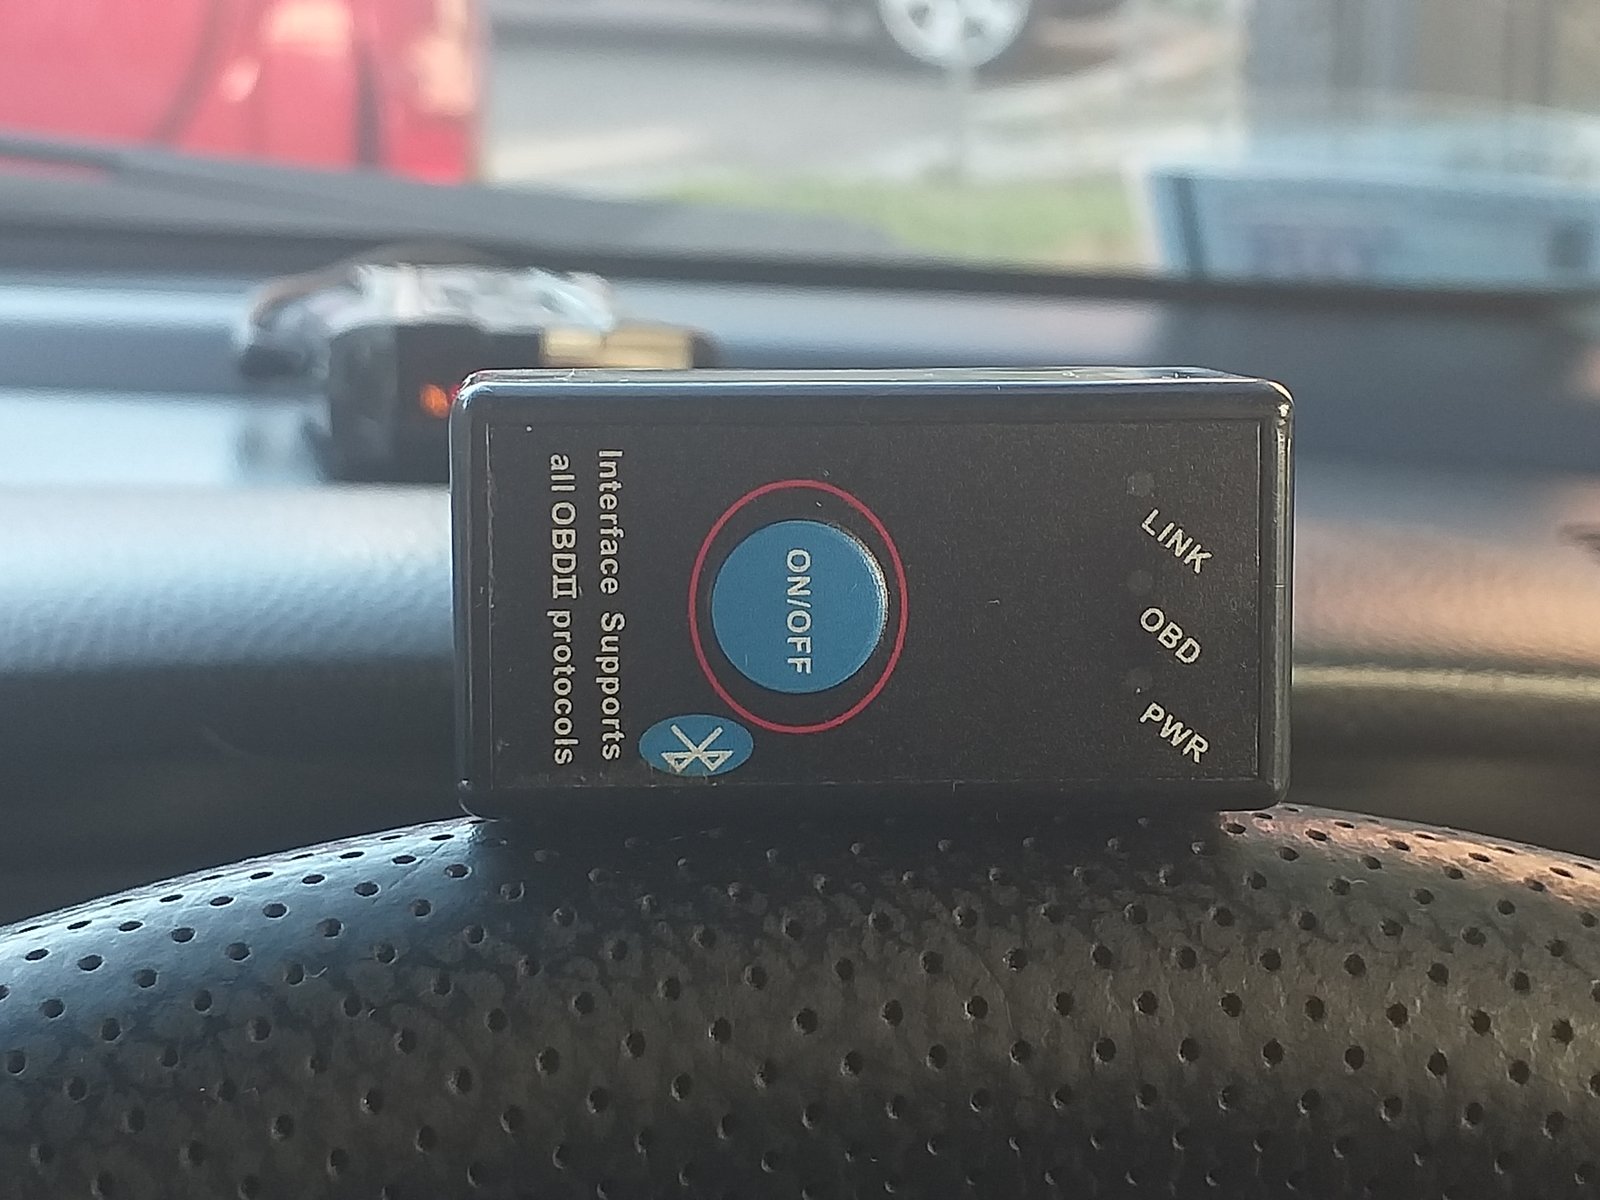 LINK
OBD
PWR
ON/OFF
Interface Supports
all OBDII protocols